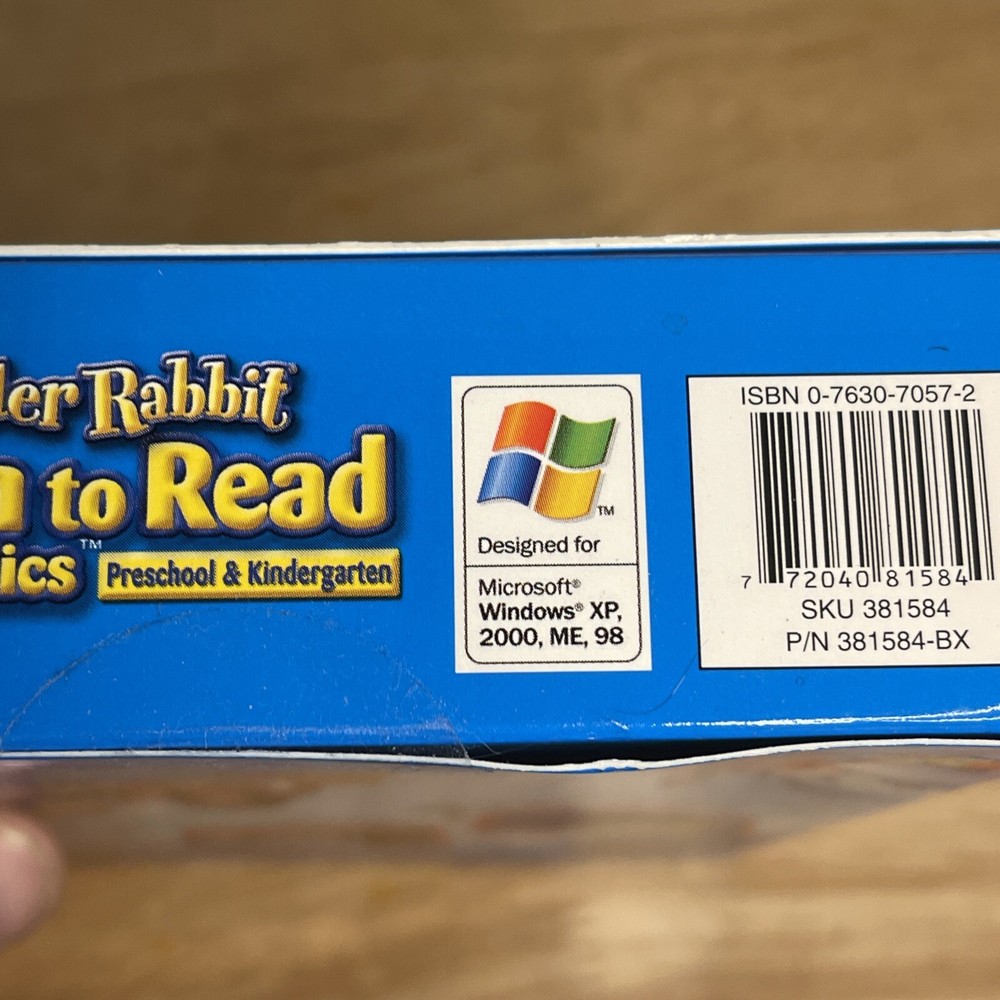 der Rabbit
to Read
ics™
Preschool & Kindergarten
TM
Designed for
Microsoft®
Windows® XP,
2000, ME, 98
ISBN 0-7630-7057-2
7 72040 81584
SKU 381584
P/N 381584-BX